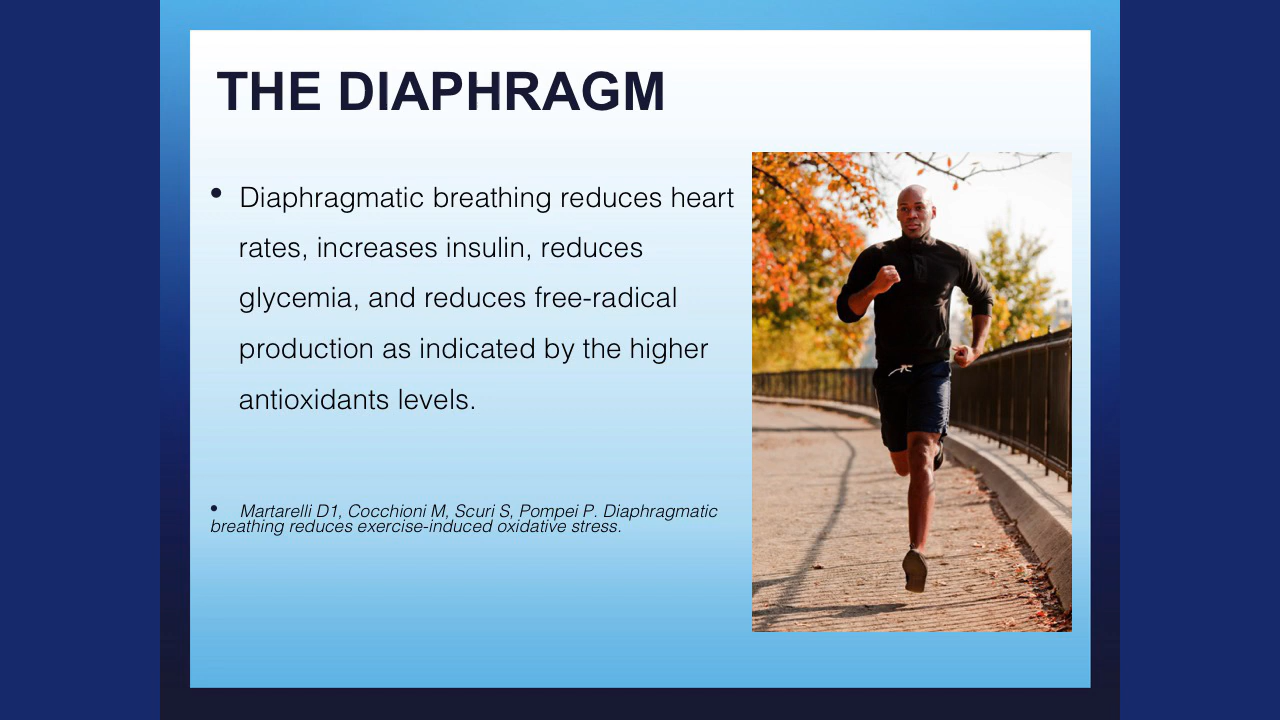 THE DIAPHRAGM
• Diaphragmatic breathing reduces heart
rates, increases insulin, reduces
glycemia, and reduces free-radical
production as indicated by the higher
antioxidants levels.
• Martarelli D1, Cocchioni M, Scuri S, Pompei P. Diaphragmatic
breathing reduces exercise-induced oxidative stress.